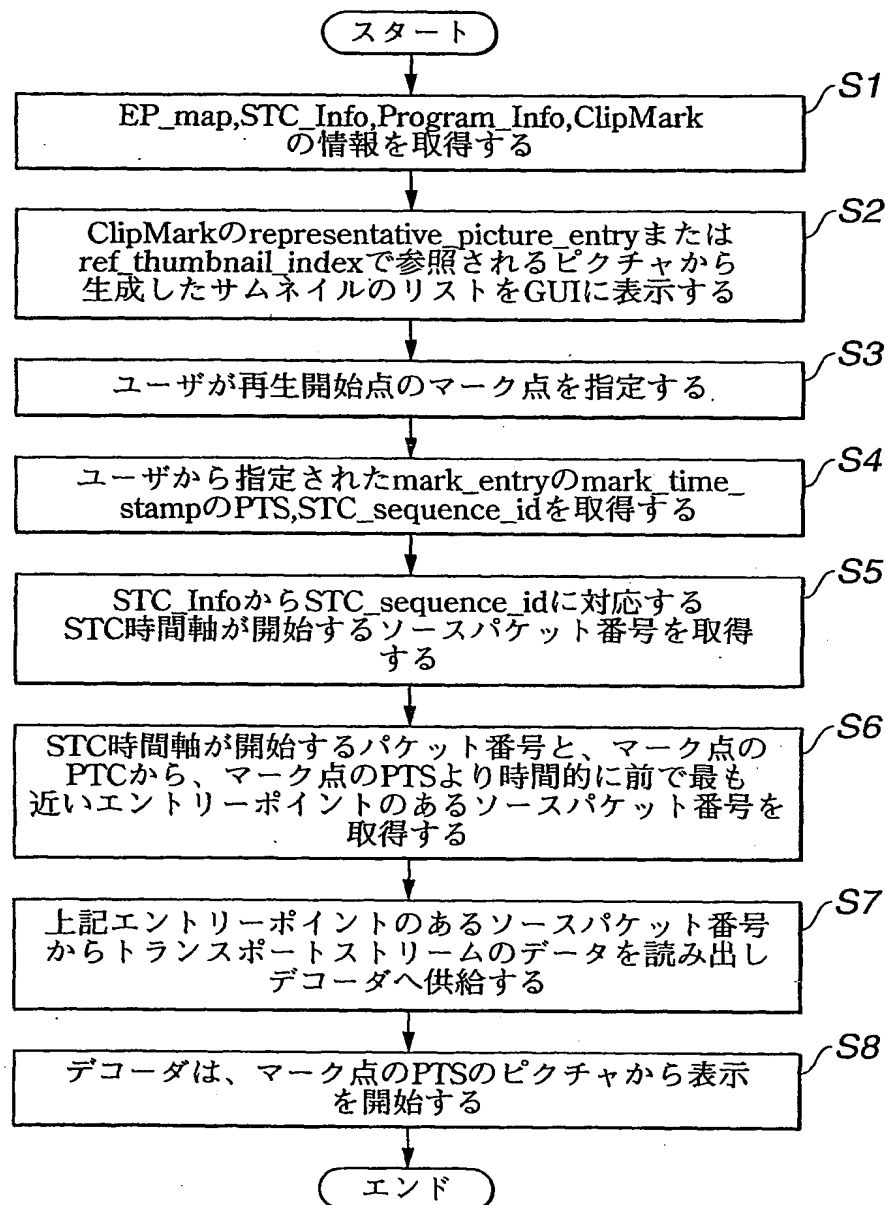 スタート
S1
EP_map,STC_Info,Program_Info,ClipMark
の情報を取得する
S2
ClipMarkのrepresentative_picture_entryまたは
ref_thumbnail_indexで参照されるピクチャから
生成したサムネイルのリストをGUIに表示する
S3
ユーザが再生開始点のマーク点を指定する
S4
ユーザから指定されたmark_entryのmark_time_
stampのPTS,STC_sequence_idを取得する
S5
STC_InfoからSTC_sequence_idに対応する
STC時間軸が開始するソースパケット番号を取得
する
S6
STC時間軸が開始するパケット番号と、マーク点の
PTCから、マーク点のPTSより時間的に前で最も
近いエントリーポイントのあるソースパケット番号を
取得する
S7
上記エントリーポイントのあるソースパケット番号
からトランスポートストリームのデータを読み出し
デコーダへ供給する
S8
デコーダは、マーク点のPTSのピクチャから表示
を開始する
エンド